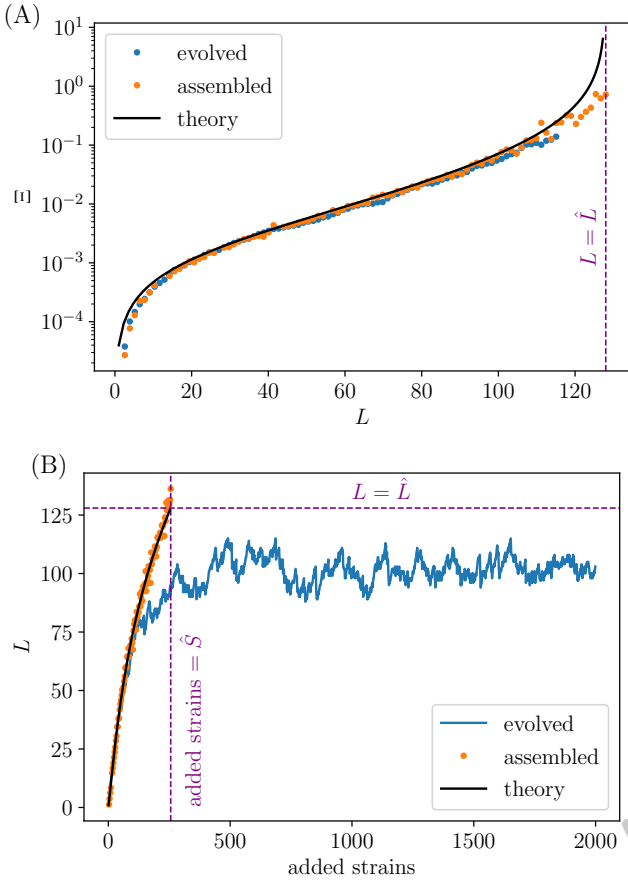 (A)
10^1
10^0
10^{-1}
10^{-2}
10^{-3}
10^{-4}
Ξ
evolved
assembled
theory
L = L̂
0 20 40 60 80 100 120
L
(B)
125
100
75
50
25
0
L
L = L̂
added strains = Ŝ
evolved
assembled
theory
0 500 1000 1500 2000
added strains